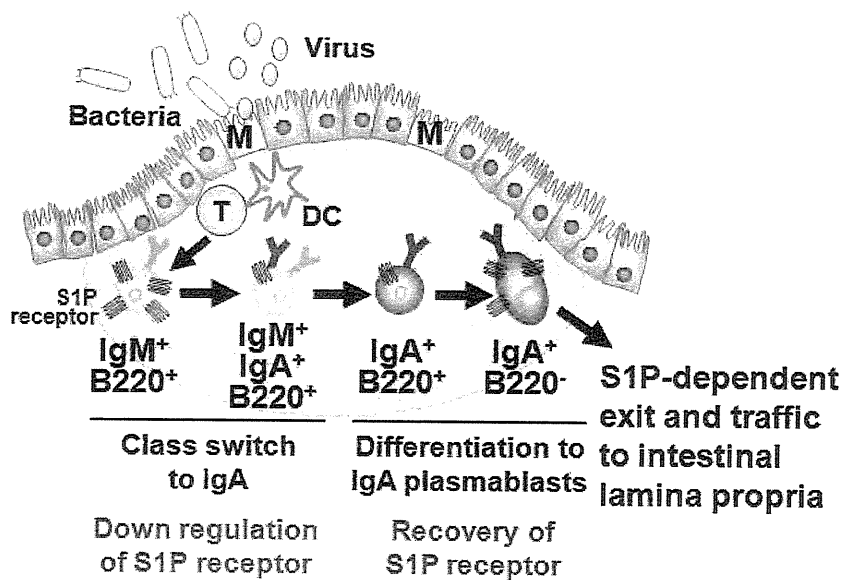 Virus
Bacteria
M
M
T
DC
S1P
receptor
IgM+
B220+
IgM+
IgA+
B220+
IgA+
B220+
IgA+
B220-
S1P-dependent
exit and traffic
to intestinal
lamina propria
Class switch
to IgA
Differentiation to
IgA plasmablasts
Down regulation
of S1P receptor
Recovery of
S1P receptor